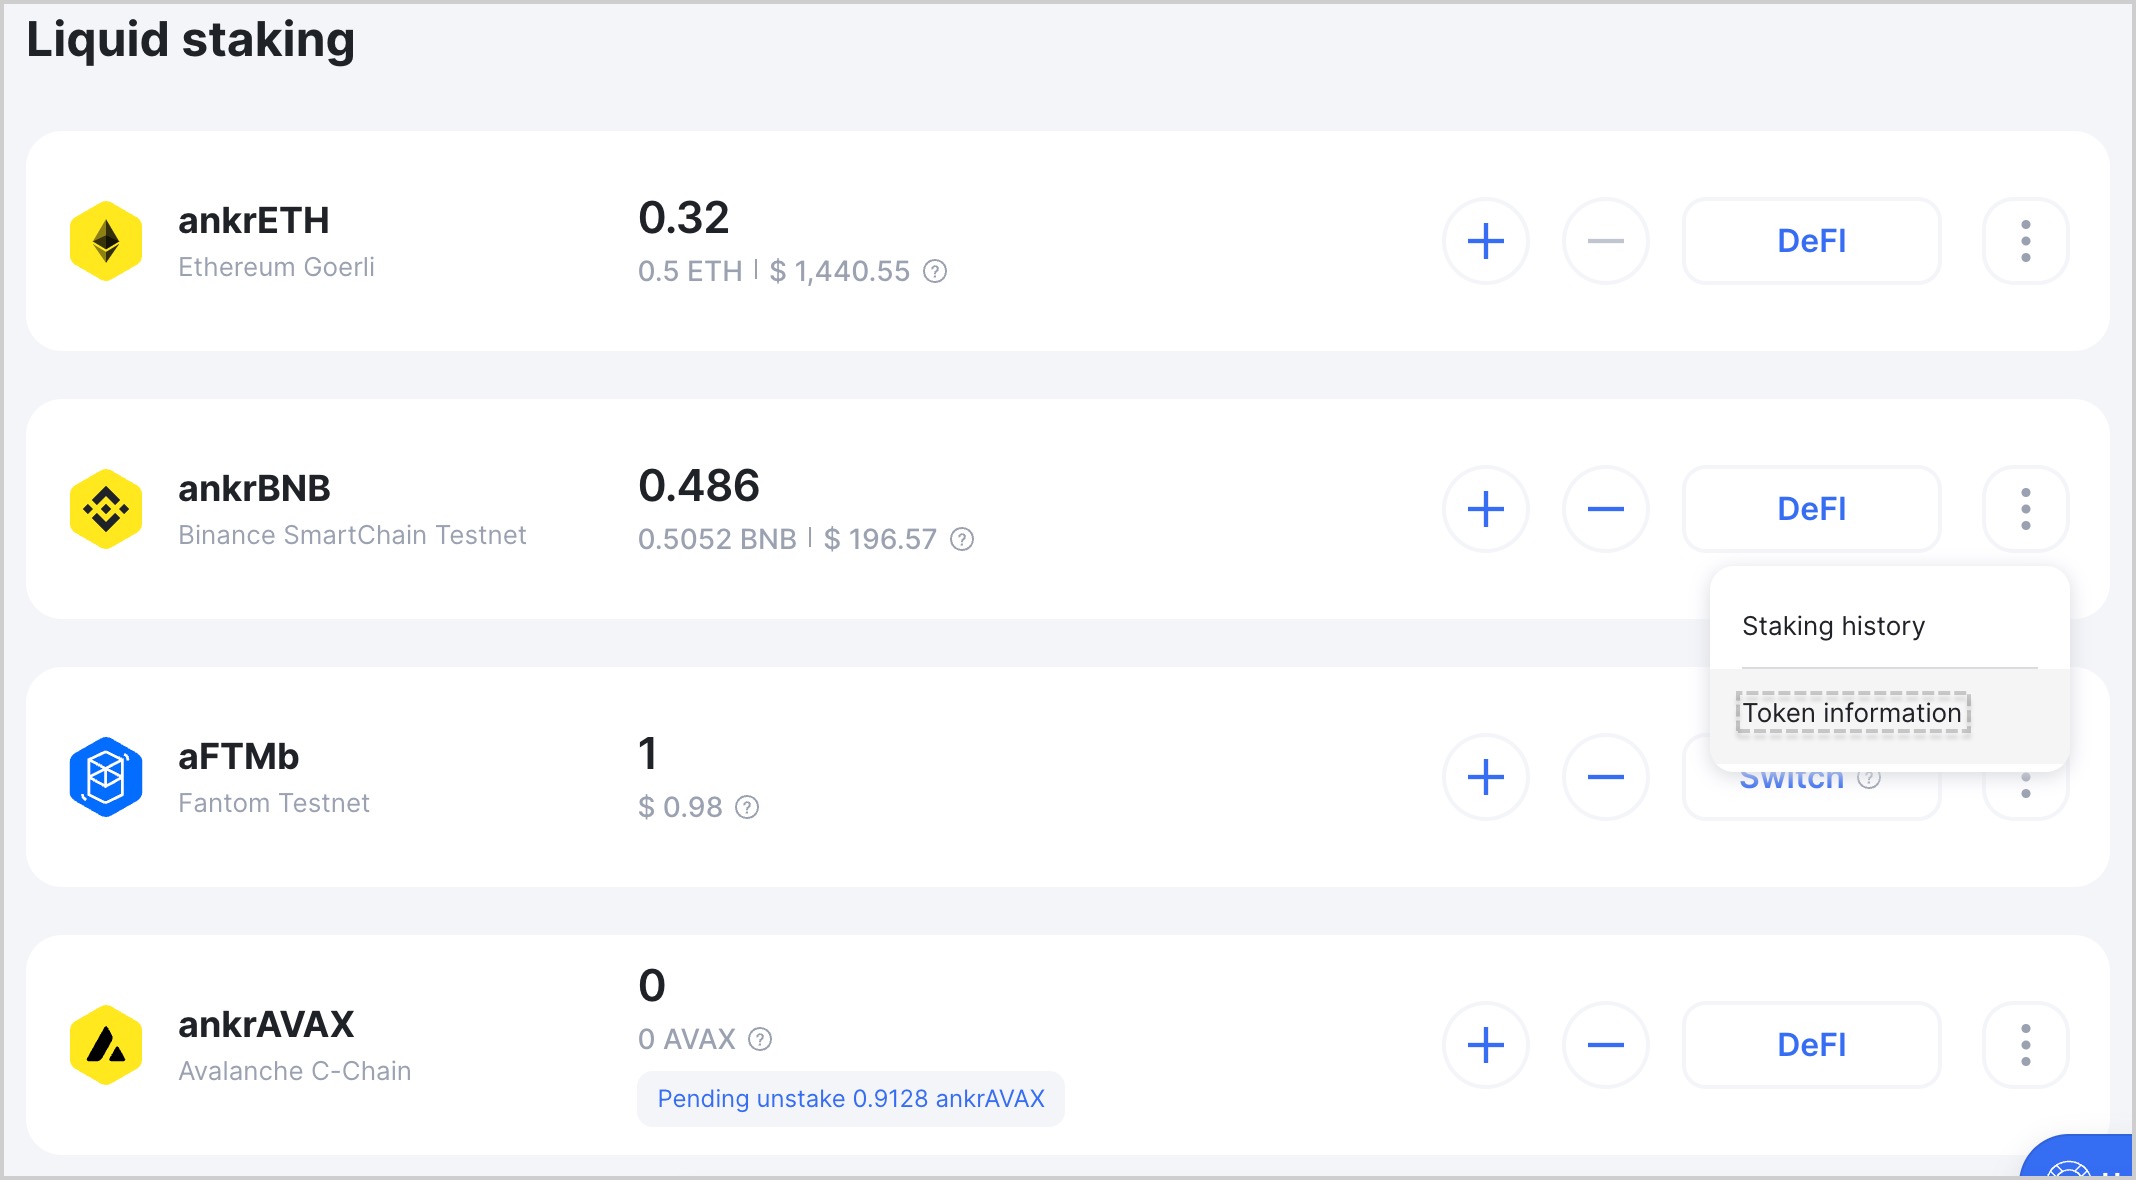 Liquid staking
ankrETH
Ethereum Goerli
0.32
0.5 ETH | $ 1,440.55 ?
DeFI
ankrBNB
Binance SmartChain Testnet
0.486
0.5052 BNB | $ 196.57 ?
DeFI
Staking history
Token information
aFTMb
Fantom Testnet
1
$ 0.98 ?
Switch ?
ankrAVAX
Avalanche C-Chain
0
0 AVAX ?
Pending unstake 0.9128 ankrAVAX
DeFI